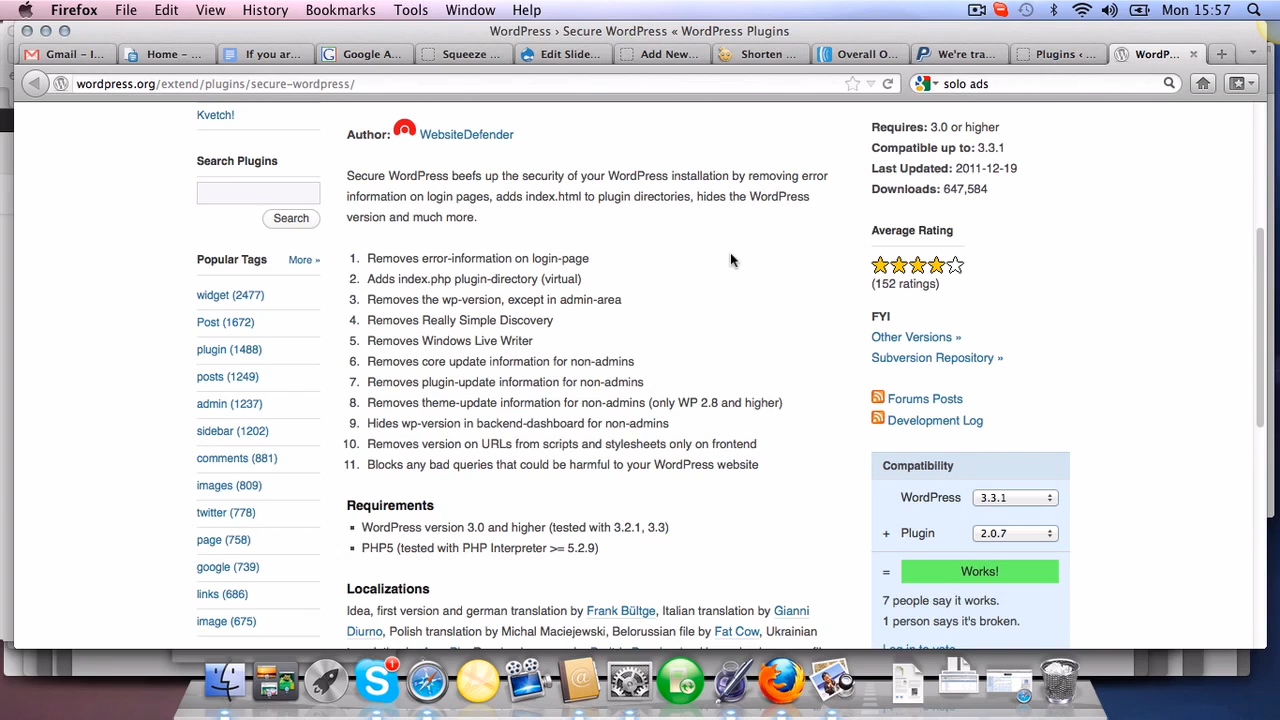 Firefox File Edit View History Bookmarks Tools Window Help Mon 15:57
WordPress › Secure WordPress « WordPress Plugins
Gmail - I... Home – ... If you ar... Google A... Squeeze ... Edit Slide... Add New... Shorten ... Overall O... We're tra... Plugins ‹ ... WordP...
wordpress.org/extend/plugins/secure-wordpress/ solo ads
Kvetch!
Search Plugins
Search
Popular Tags More »
widget (2477)
Post (1672)
plugin (1488)
posts (1249)
admin (1237)
sidebar (1202)
comments (881)
images (809)
twitter (778)
page (758)
google (739)
links (686)
image (675)
Author: WebsiteDefender
Secure WordPress beefs up the security of your WordPress installation by removing error
information on login pages, adds index.html to plugin directories, hides the WordPress
version and much more.
1. Removes error-information on login-page
2. Adds index.php plugin-directory (virtual)
3. Removes the wp-version, except in admin-area
4. Removes Really Simple Discovery
5. Removes Windows Live Writer
6. Removes core update information for non-admins
7. Removes plugin-update information for non-admins
8. Removes theme-update information for non-admins (only WP 2.8 and higher)
9. Hides wp-version in backend-dashboard for non-admins
10. Removes version on URLs from scripts and stylesheets only on frontend
11. Blocks any bad queries that could be harmful to your WordPress website
Requirements
WordPress version 3.0 and higher (tested with 3.2.1, 3.3)
PHP5 (tested with PHP Interpreter >= 5.2.9)
Localizations
Idea, first version and german translation by Frank Bültge, Italian translation by Gianni
Diurno, Polish translation by Michal Maciejewski, Belorussian file by Fat Cow, Ukrainian
Requires: 3.0 or higher
Compatible up to: 3.3.1
Last Updated: 2011-12-19
Downloads: 647,584
Average Rating
(152 ratings)
FYI
Other Versions »
Subversion Repository »
Forums Posts
Development Log
Compatibility
WordPress 3.3.1
+ Plugin 2.0.7
= Works!
7 people say it works.
1 person says it's broken.
Log in to vote
1